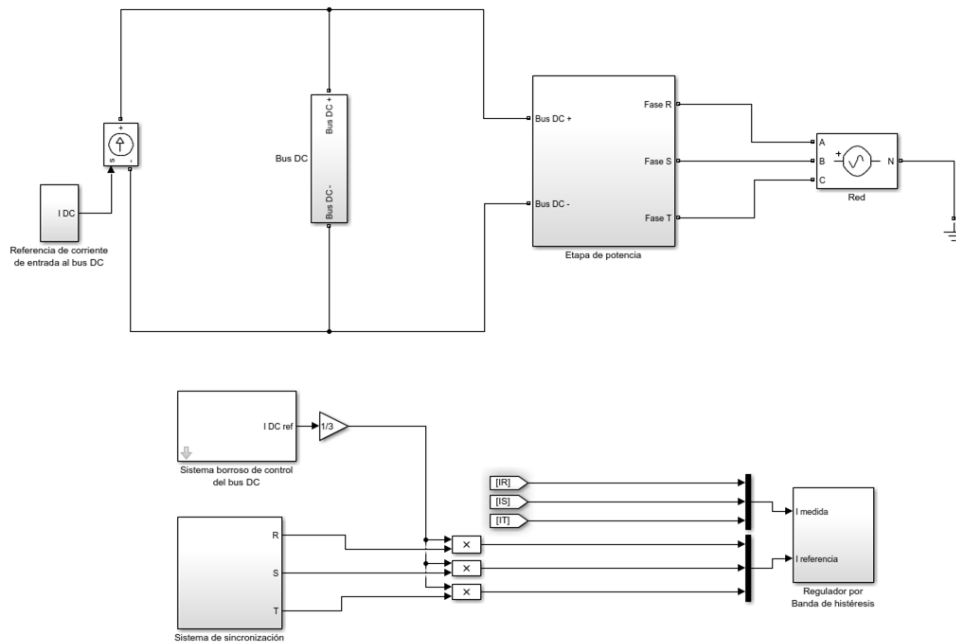 +
S
-
I DC
Referencia de corriente
de entrada al bus DC
Bus DC +
Bus DC
Bus DC -
Bus DC +
Bus DC -
Fase R
Fase S
Fase T
Etapa de potencia
A
B
C
+
N
Red
I DC ref
Sistema borroso de control
del bus DC
1/3
[IR]
[IS]
[IT]
R
S
T
Sistema de sincronización
×
×
×
I medida
I referencia
Regulador por
Banda de histéresis